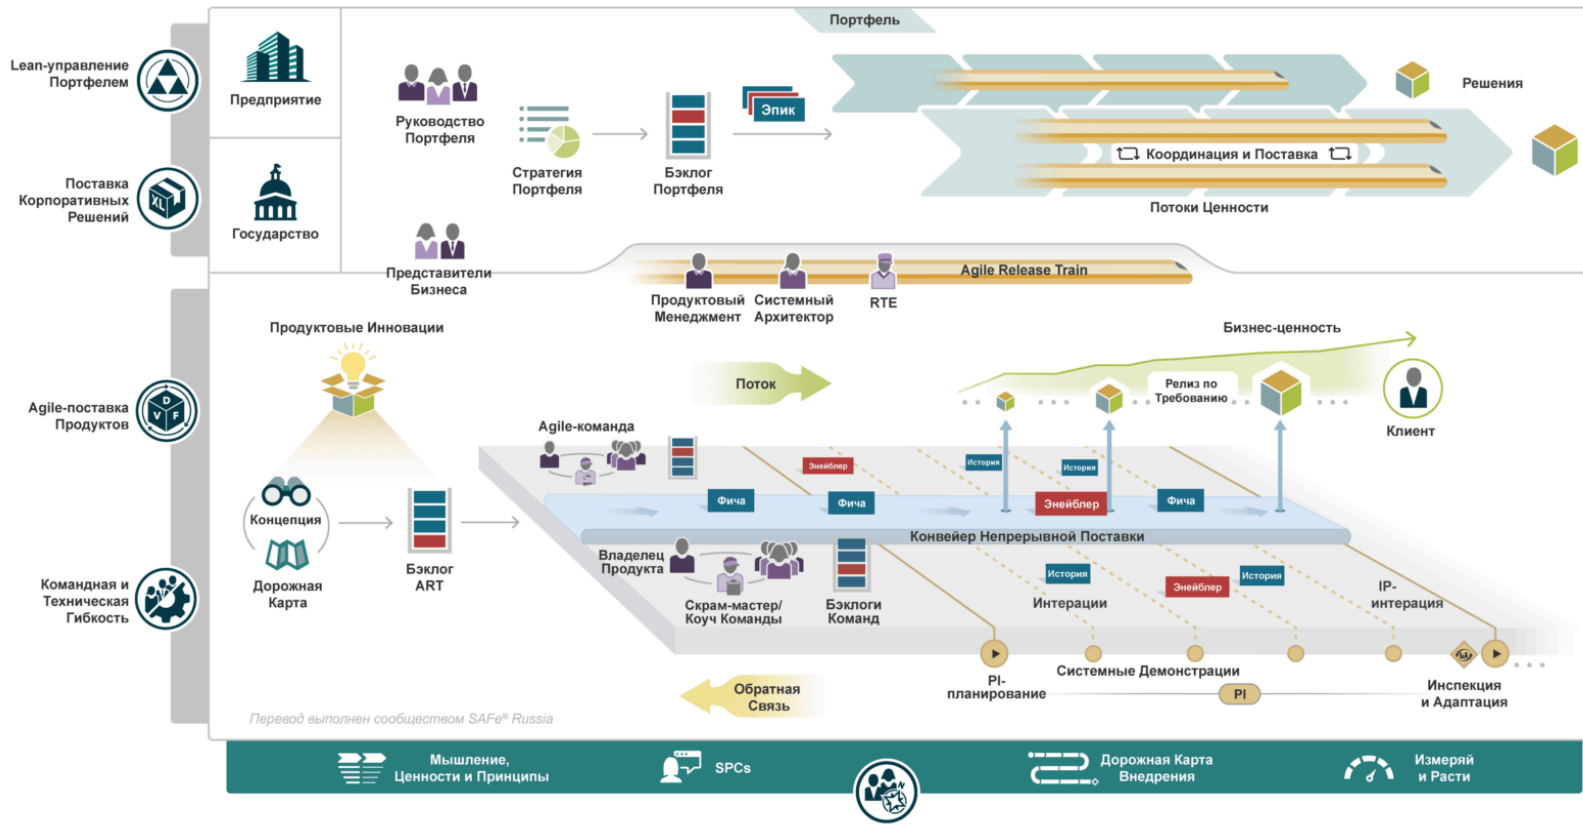 Портфель
Lean-управление
Портфелем
Предприятие
Руководство
Портфеля
Стратегия
Портфеля
Бэклог
Портфеля
Эпик
Решения
Координация и Поставка
Потоки Ценности
Поставка
Корпоративных
Решений
XL
Государство
Представители
Бизнеса
Agile Release Train
Продуктовый
Менеджмент
Системный
Архитектор
RTE
Продуктовые Инновации
Бизнес-ценность
Поток
Релиз по
Требованию
Клиент
Agile-поставка
Продуктов
D
V F
Agile-команда
Энейблер
История
История
Фича
Фича
Энейблер
Фича
Концепция
Дорожная
Карта
Бэклог
ART
Конвейер Непрерывной Поставки
Владелец
Продукта
Скрам-мастер/
Коуч Команды
Бэклоги
Команд
История
Энейблер
История
Интерации
IP-
интерация
Командная и
Техническая
Гибкость
PI-
планирование
Системные Демонстрации
PI
I&A
Инспекция
и Адаптация
Обратная
Связь
Перевод выполнен сообществом SAFe® Russia
Мышление,
Ценности и Принципы
SPCs
N
Дорожная Карта
Внедрения
Измеряй
и Расти